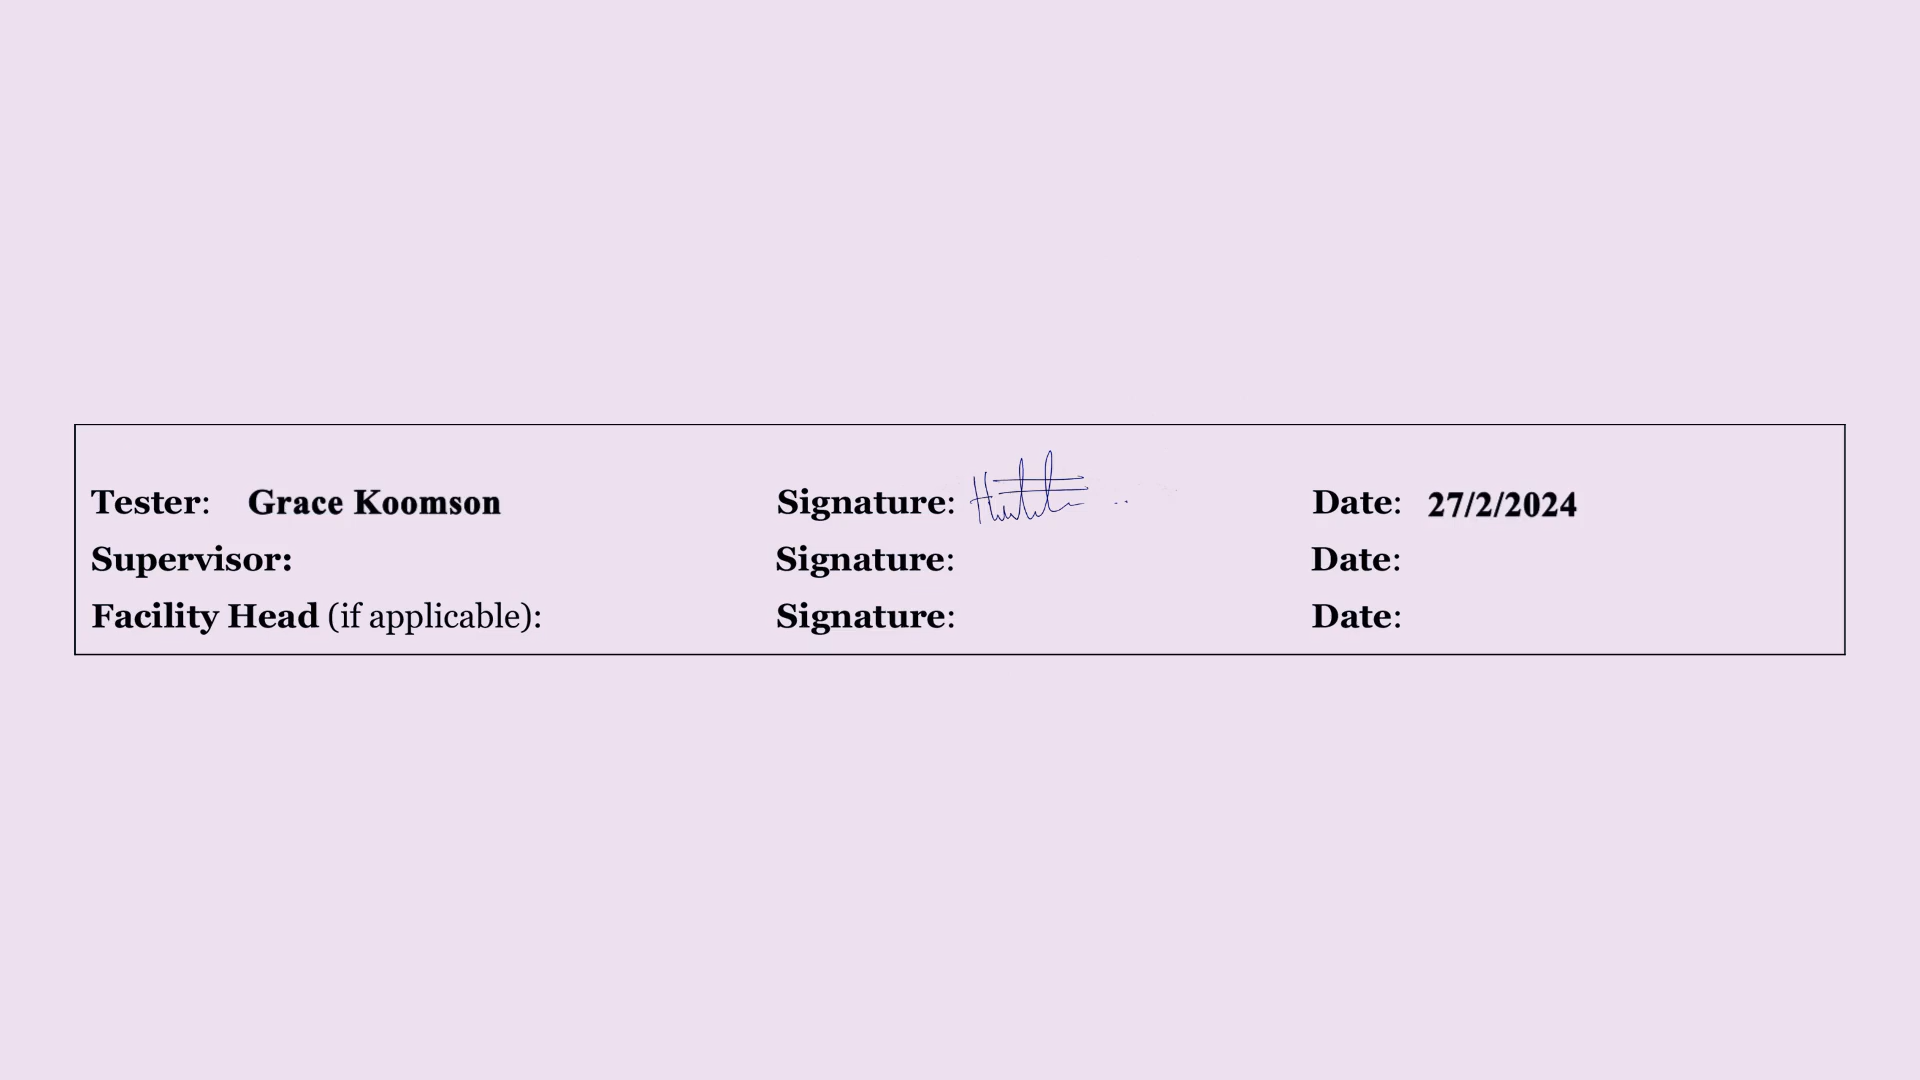 Tester: Grace Koomson Signature: Date: 27/2/2024
Supervisor: Signature: Date:
Facility Head (if applicable): Signature: Date: